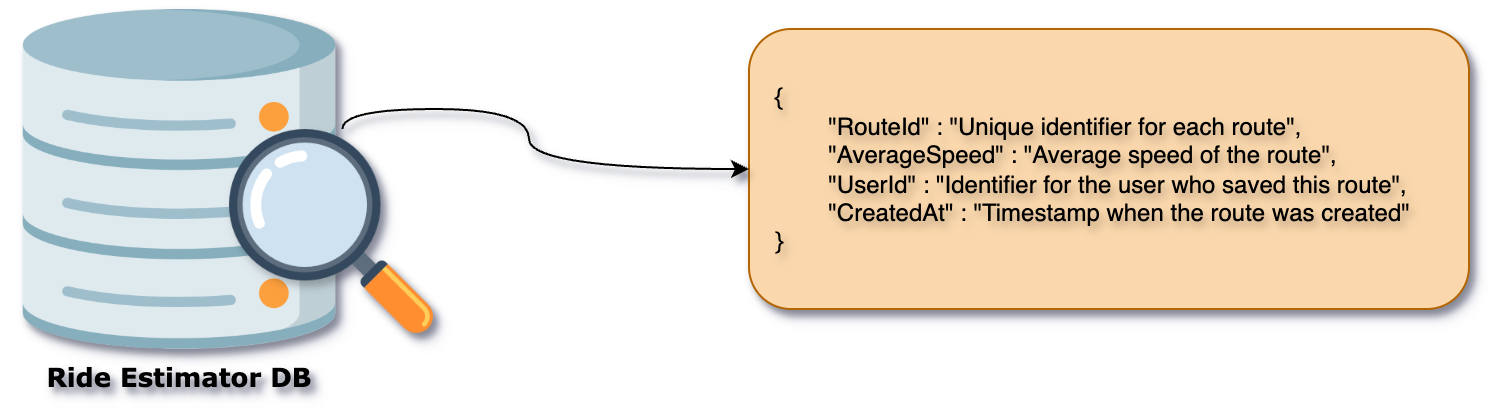 {
"RouteId" : "Unique identifier for each route",
"AverageSpeed" : "Average speed of the route",
"UserId" : "Identifier for the user who saved this route",
"CreatedAt" : "Timestamp when the route was created"
}
Ride Estimator DB